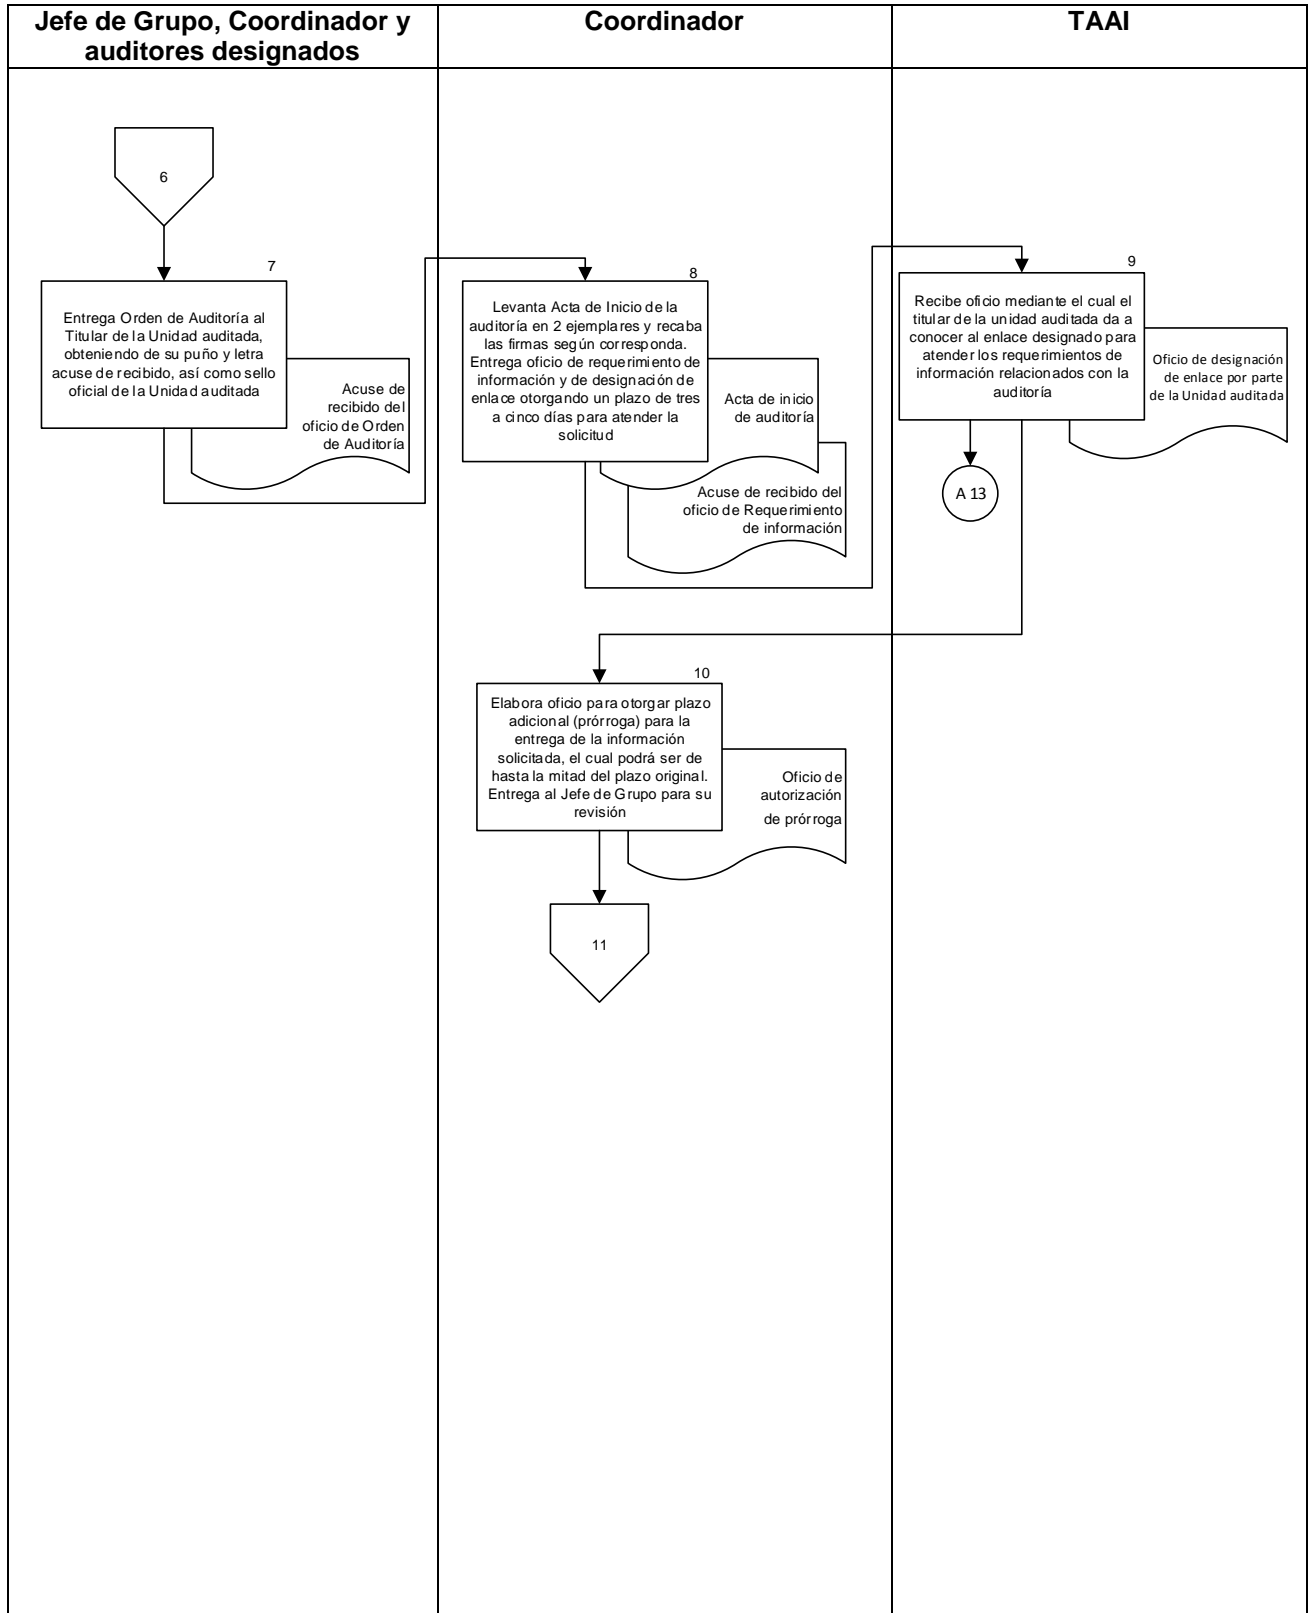 Jefe de Grupo, Coordinador y
auditores designados
Coordinador
TAAI
6
7
Entrega Orden de Auditoría al
Titular de la Unidad auditada,
obteniendo de su puño y letra
acuse de recibido, así como sello
oficial de la Unidad auditada
Acuse de
recibido del
oficio de Orden
de Auditoría
8
Levanta Acta de Inicio de la
auditoría en 2 ejemplares y recaba
las firmas según corresponda.
Entrega oficio de requerimiento de
información y de designación de
enlace otorgando un plazo de tres
a cinco días para atender la
solicitud
Acta de inicio
de auditoría
Acuse de recibido del
oficio de Requerimiento
de información
9
Recibe oficio mediante el cual el
titular de la unidad auditada da a
conocer al enlace designado para
atender los requerimientos de
información relacionados con la
auditoría
Oficio de designación
de enlace por parte
de la Unidad auditada
A 13
10
Elabora oficio para otorgar plazo
adicional (prórroga) para la
entrega de la información
solicitada, el cual podrá ser de
hasta la mitad del plazo original.
Entrega al Jefe de Grupo para su
revisión
Oficio de
autorización
de prórroga
11